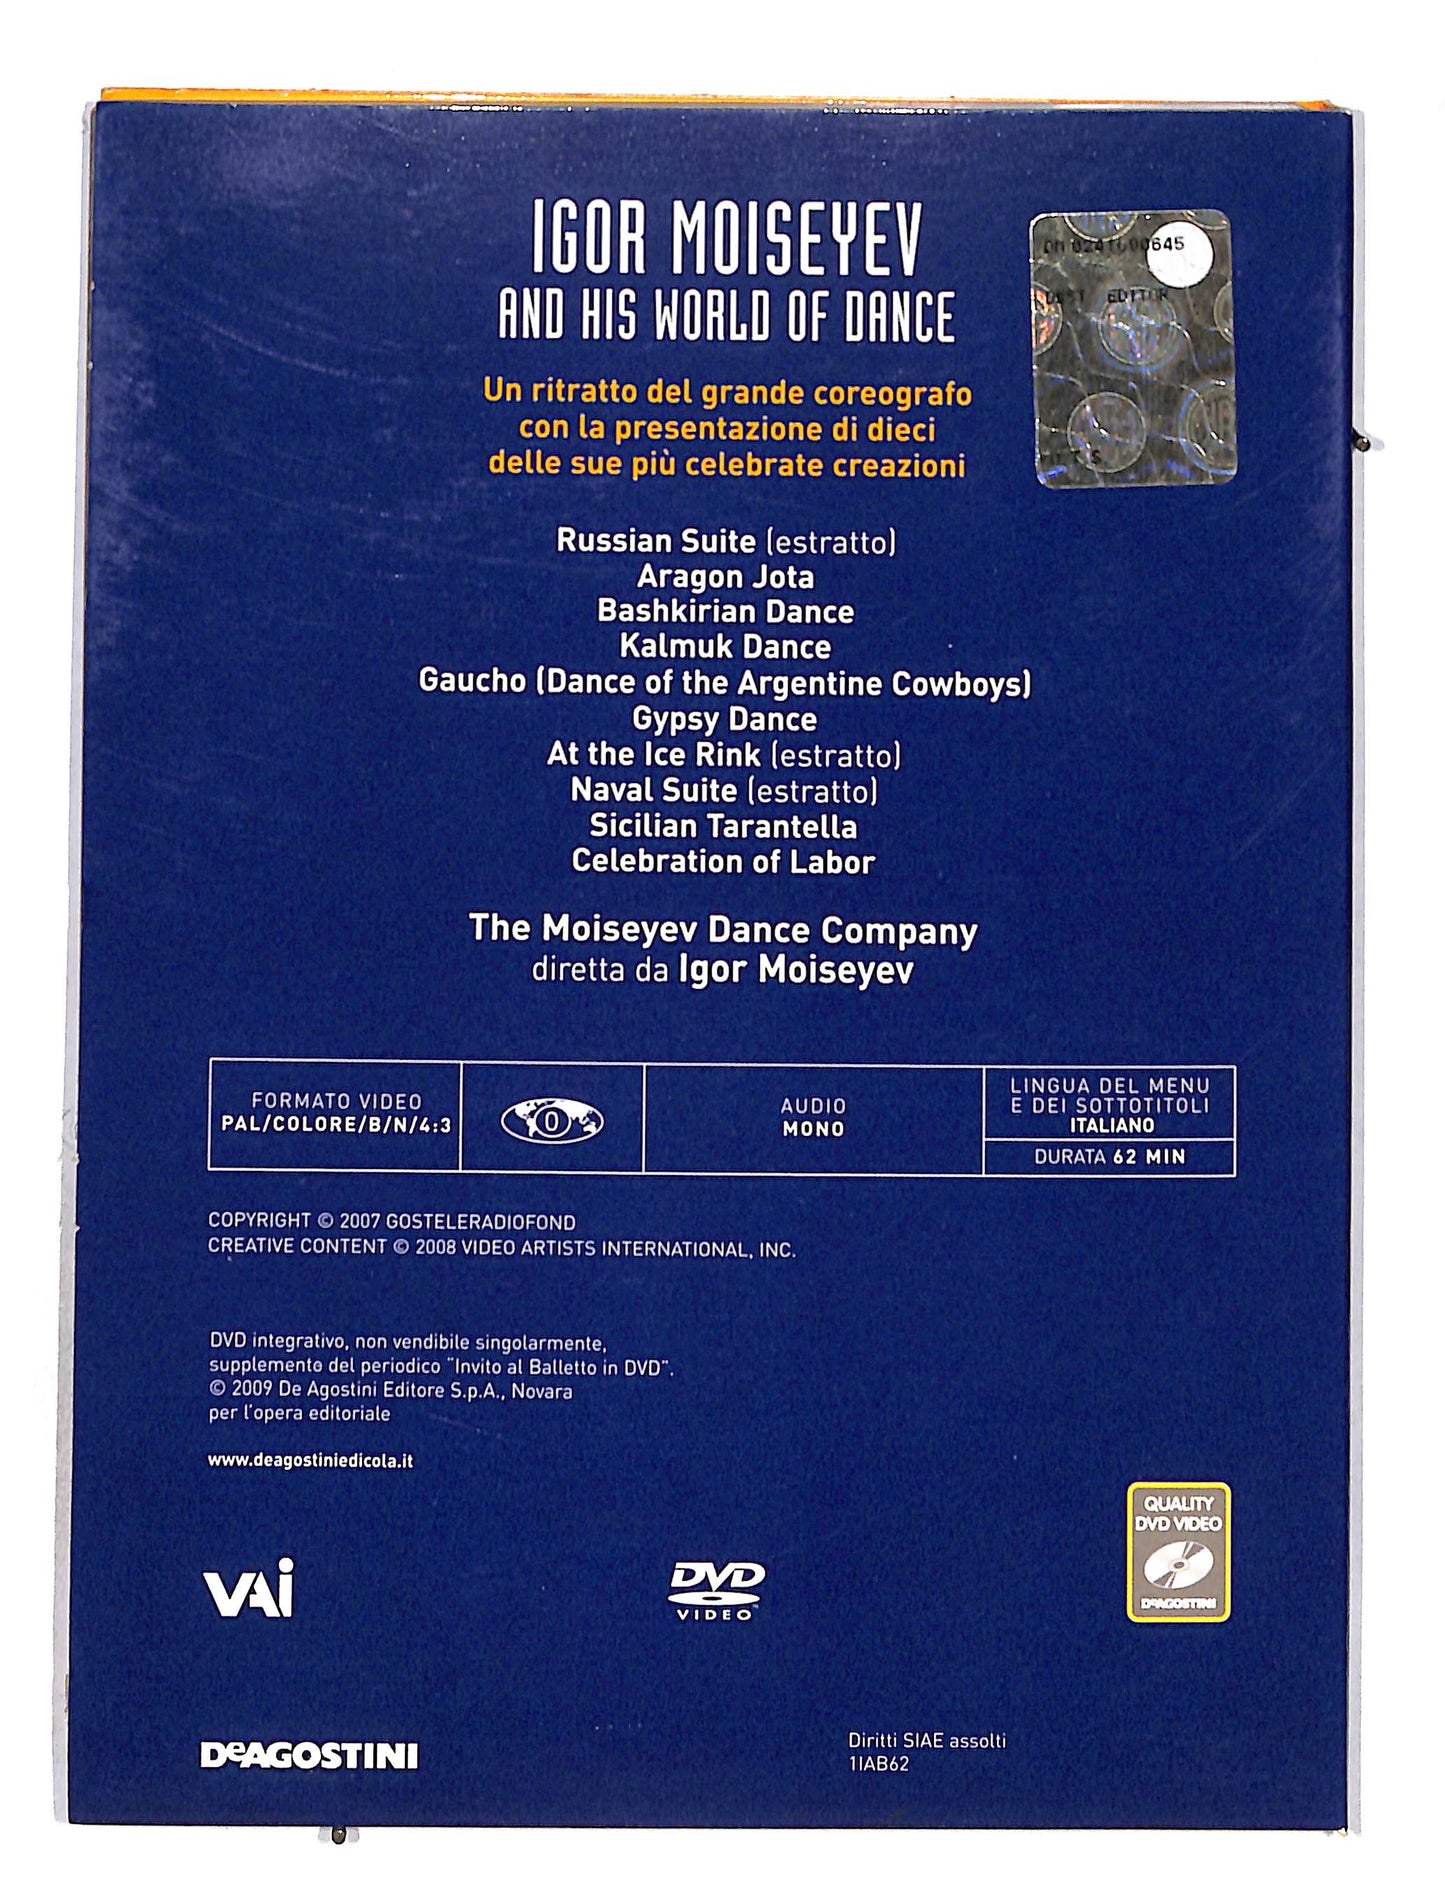 IGOR MOISEYEV
AND HIS WORLD OF DANCE
Un ritratto del grande coreografo
con la presentazione di dieci
delle sue più celebrate creazioni
Russian Suite (estratto)
Aragon Jota
Bashkirian Dance
Kalmuk Dance
Gaucho (Dance of the Argentine Cowboys)
Gypsy Dance
At the Ice Rink (estratto)
Naval Suite (estratto)
Sicilian Tarantella
Celebration of Labor
The Moiseyev Dance Company
diretta da Igor Moiseyev
FORMATO VIDEO
PAL/COLORE/B/N/4:3
0
AUDIO
MONO
LINGUA DEL MENU
E DEI SOTTOTITOLI
ITALIANO
DURATA 62 MIN
COPYRIGHT © 2007 GOSTELERADIOFOND
CREATIVE CONTENT © 2008 VIDEO ARTISTS INTERNATIONAL, INC.
DVD integrativo, non vendibile singolarmente,
supplemento del periodico "Invito al Balletto in DVD".
© 2009 De Agostini Editore S.p.A., Novara
per l'opera editoriale
www.deagostiniedicola.it
QUALITY
DVD VIDEO
DeAGOSTINI
VAi
DVD
VIDEO™
DeAGOSTINI
Diritti SIAE assolti
1IAB62
EDITOR